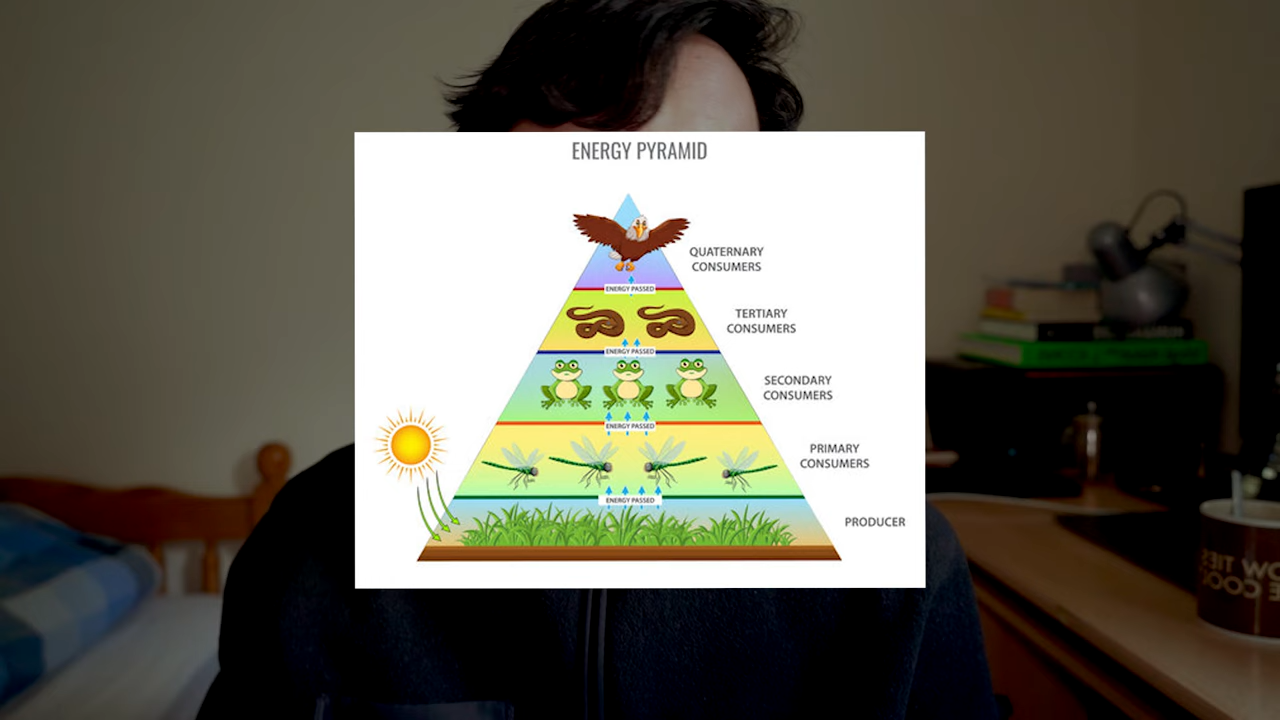 ENERGY PYRAMID
QUATERNARY
CONSUMERS
ENERGY PASSED
TERTIARY
CONSUMERS
ENERGY PASSED
SECONDARY
CONSUMERS
ENERGY PASSED
PRIMARY
CONSUMERS
ENERGY PASSED
PRODUCER